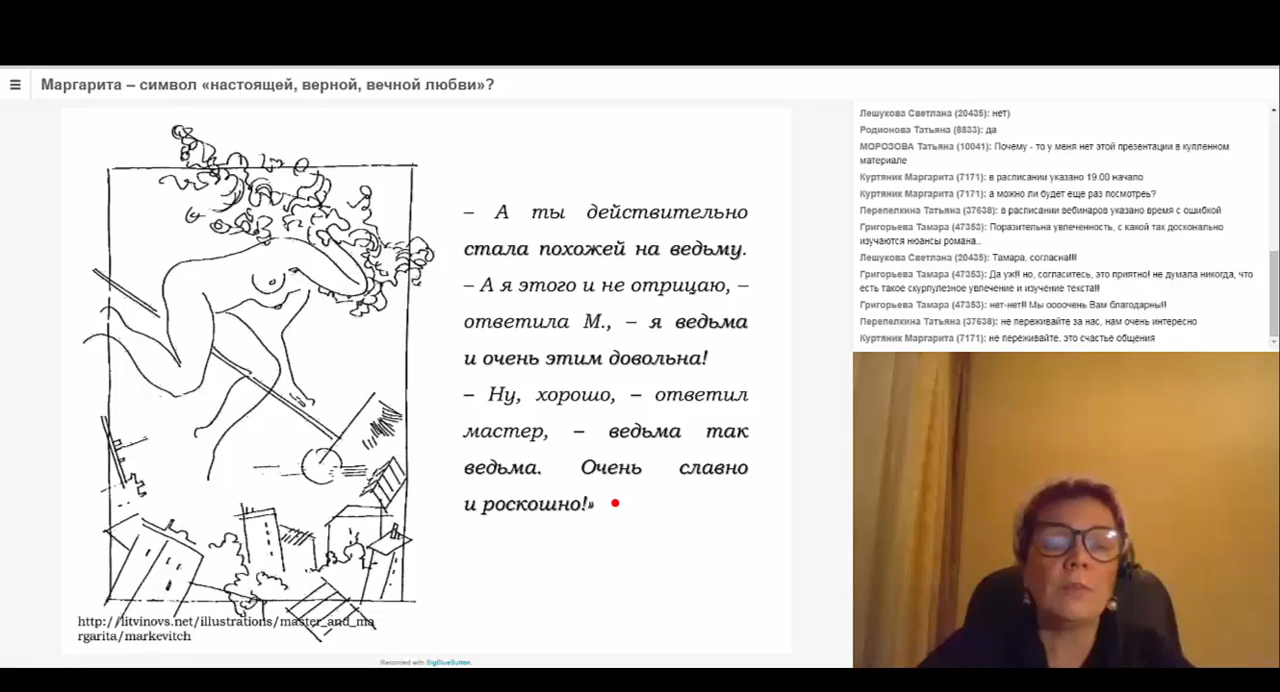 Маргарита – символ «настоящей, верной, вечной любви»?
– А ты действительно
стала похожей на ведьму.
– А я этого и не отрицаю, –
ответила М., – я ведьма
и очень этим довольна!
– Ну, хорошо, – ответил
мастер, – ведьма так
ведьма. Очень славно
и роскошно!»
http://litvinovs.net/illustrations/master_and_ma
rgarita/markevitch
Лешукова Светлана (20435): нет)
Родионова Татьяна (8833): да
МОРОЗОВА Татьяна (10041): Почему - то у меня нет этой презентации в купленном
материале
Куртяник Маргарита (7171): в расписании указано 19.00 начало
Куртяник Маргарита (7171): а можно ли будет еще раз посмотреь?
Перепелкина Татьяна (37638): в расписании вебинаров указано время с ошибкой
Григорьева Тамара (47353): Поразительна увлеченность, с какой так досконально
изучаются нюансы романа..
Лешукова Светлана (20435): Тамара, согласна!!!
Григорьева Тамара (47353): Да уж!! но, согласитесь, это приятно! не думала никогда, что
есть такое скурпулезное увлечение и изучение текста!!
Григорьева Тамара (47353): нет-нет!! Мы оооочень Вам благодарны!!
Перепелкина Татьяна (37638): не переживайте за нас, нам очень интересно
Куртяник Маргарита (7171): не переживайте. это счастье общения
Recorded with BigBlueButton.